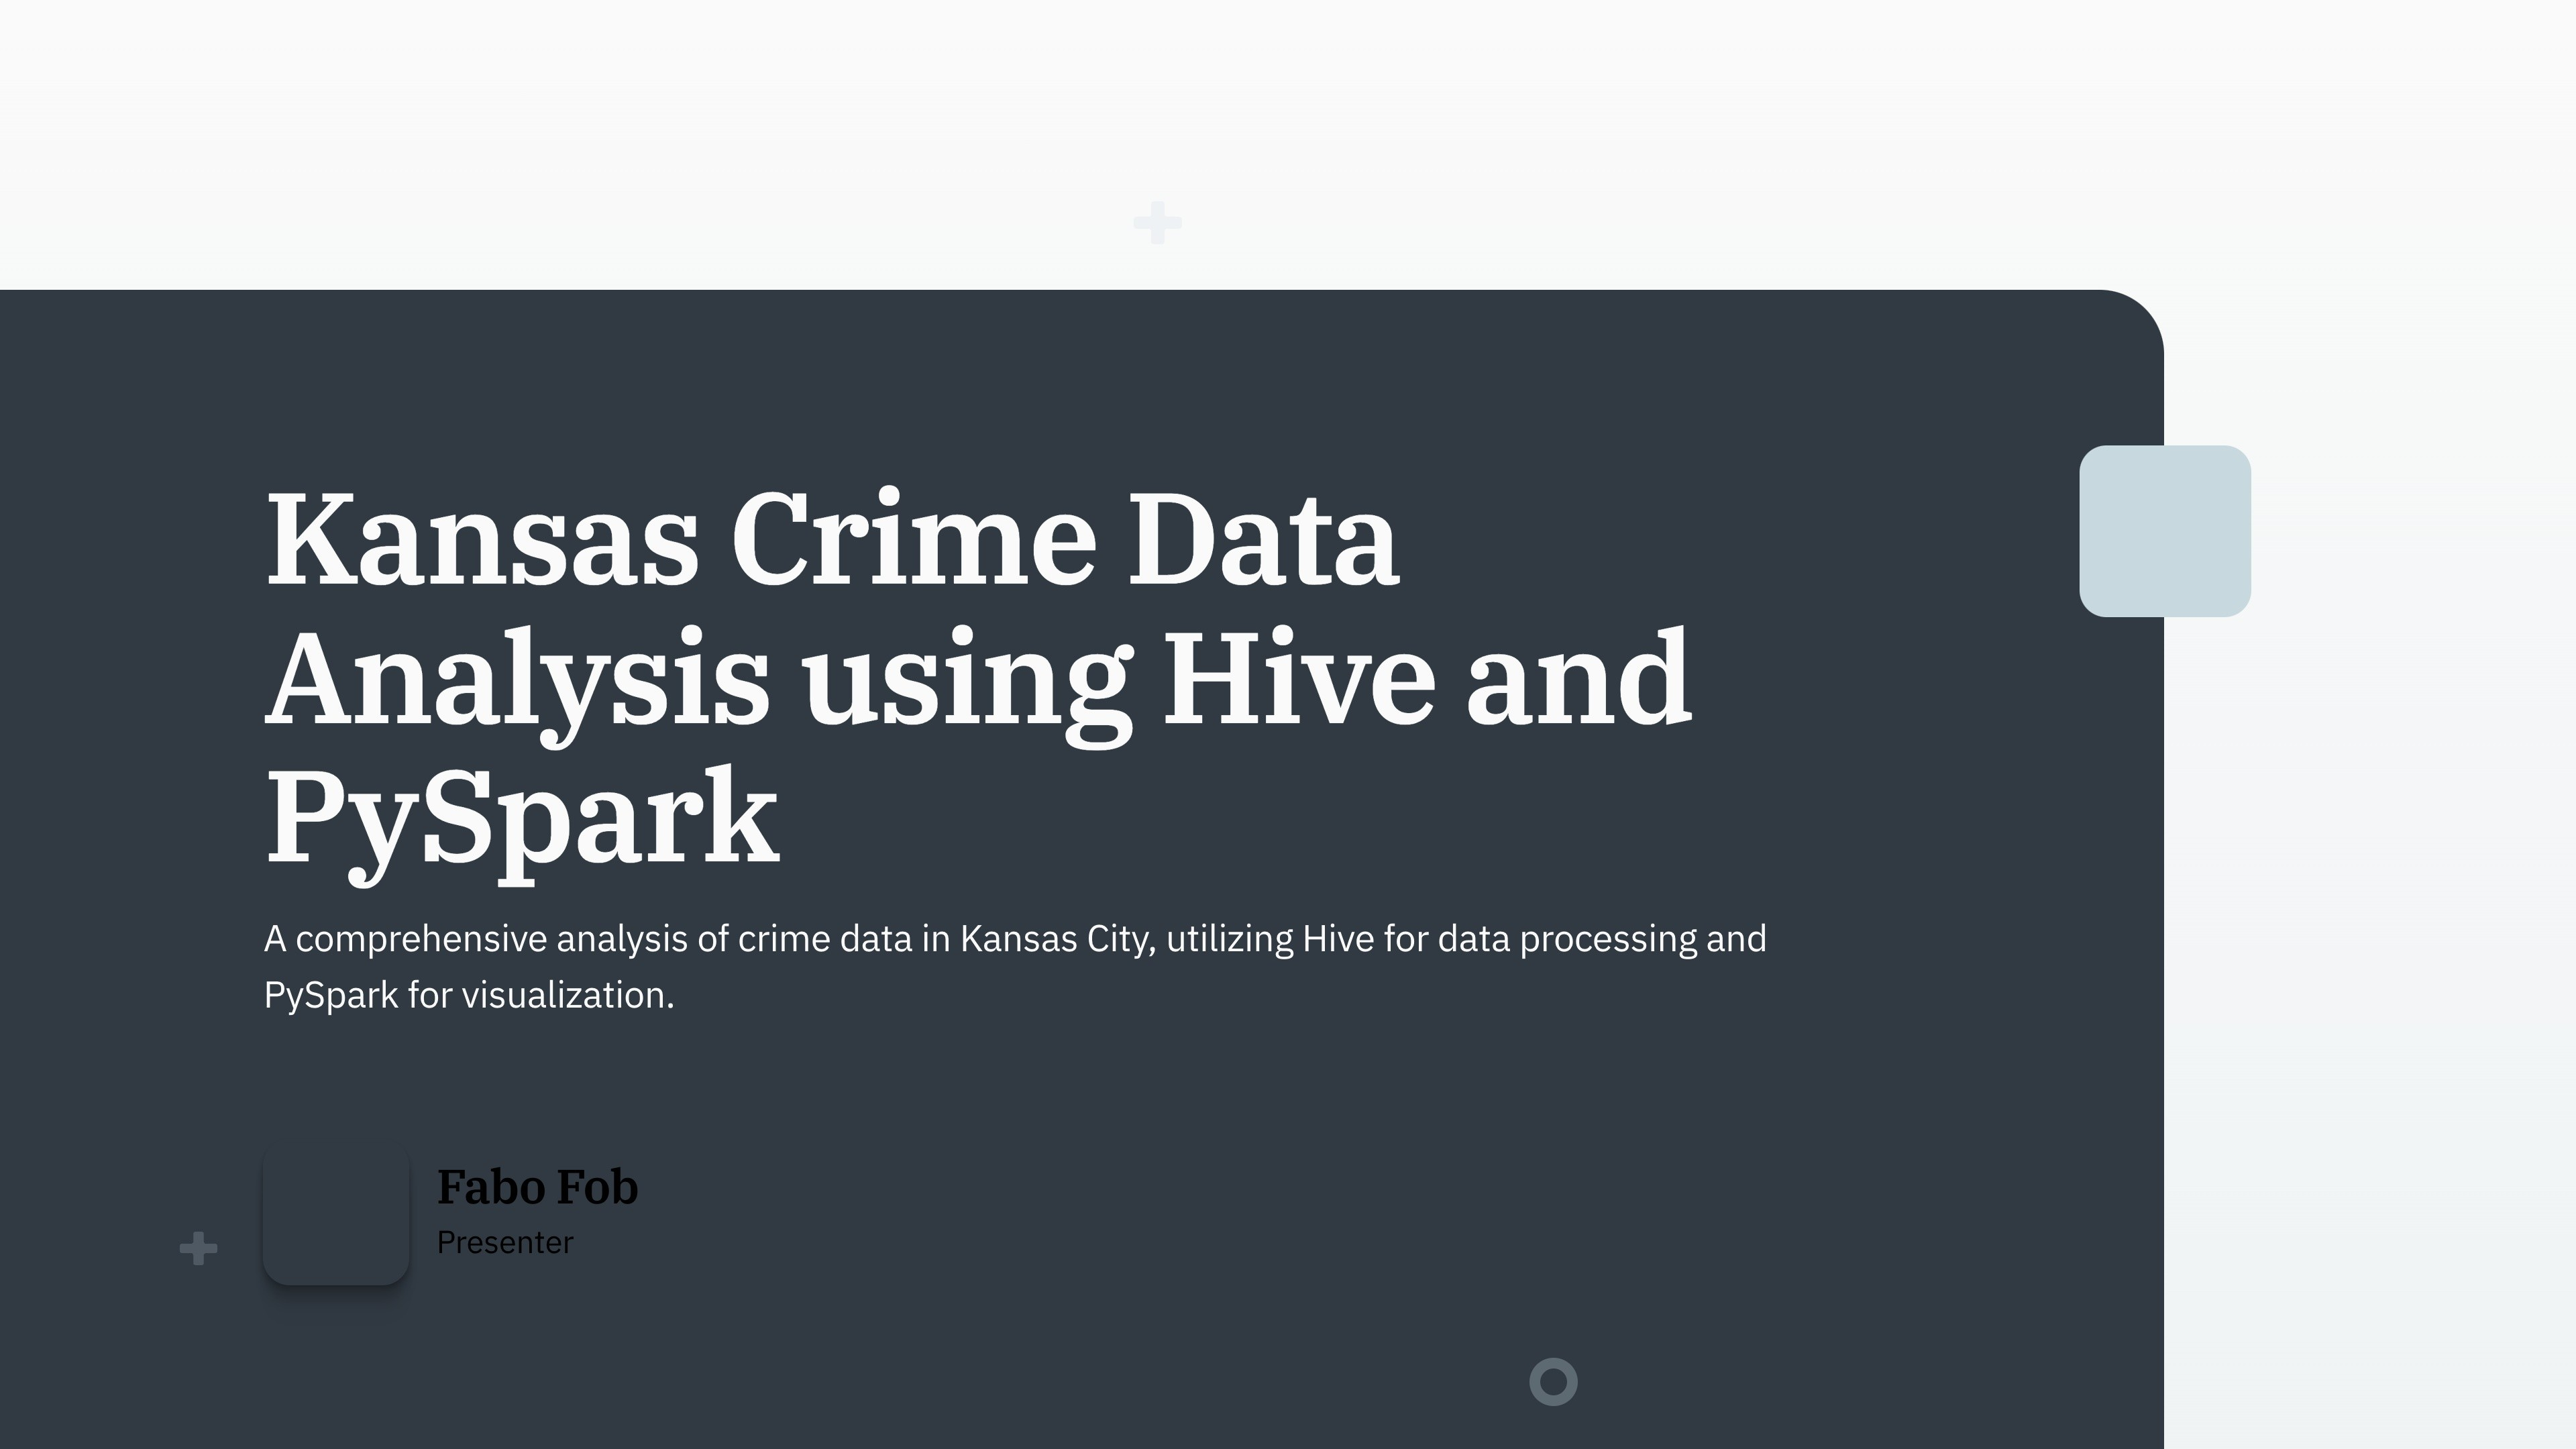 Kansas Crime Data
Analysis using Hive and
PySpark
A comprehensive analysis of crime data in Kansas City, utilizing Hive for data processing and
PySpark for visualization.
Fabo Fob
Presenter